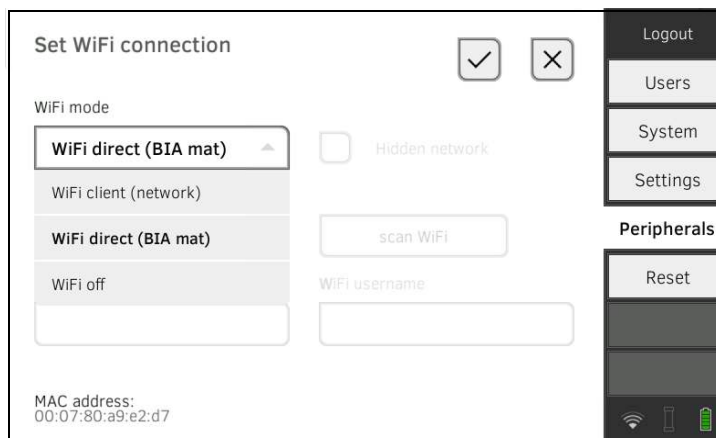 Set WiFi connection
WiFi mode
WiFi direct (BIA mat)
Hidden network
WiFi client (network)
WiFi direct (BIA mat)
scan WiFi
WiFi off
WiFi username
MAC address:
00:07:80:a9:e2:d7
Logout
Users
System
Settings
Peripherals
Reset